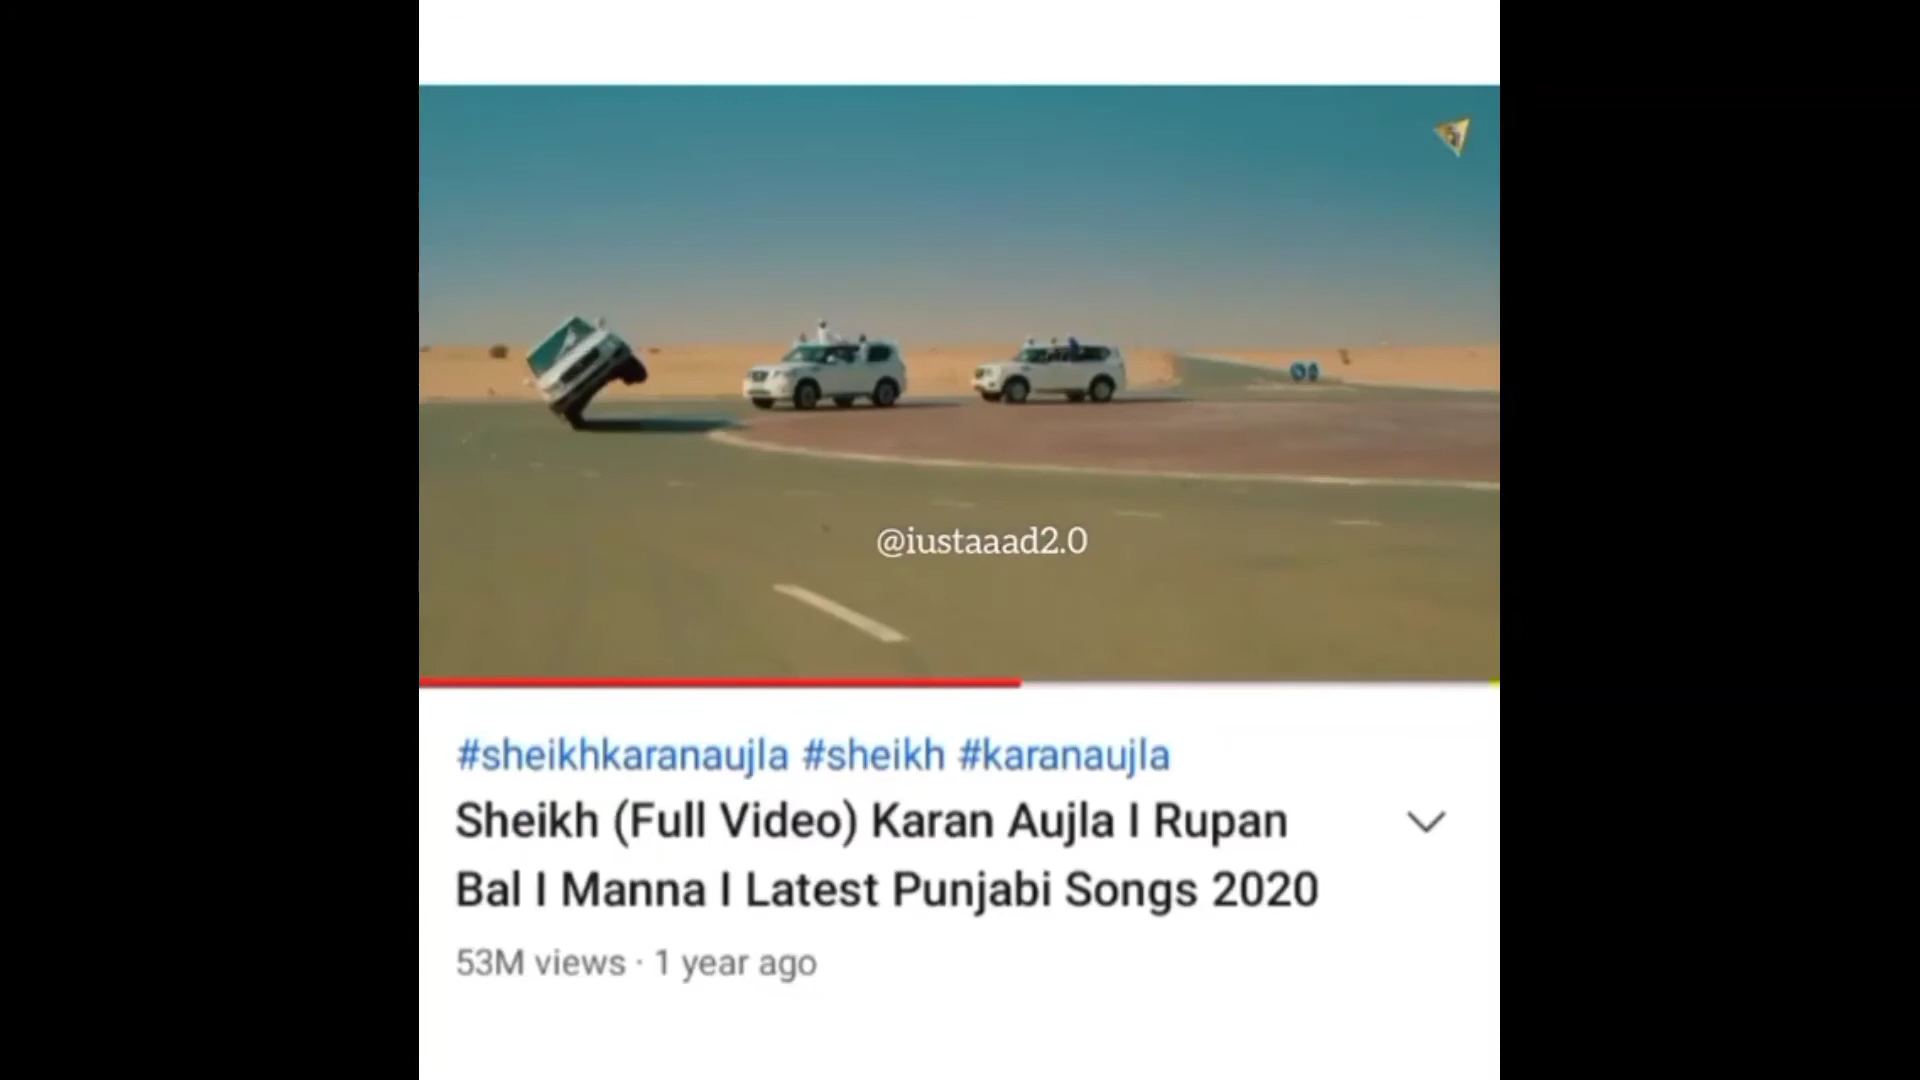 @iustaaad2.0
#sheikhkaranaujla #sheikh #karanaujla
Sheikh (Full Video) Karan Aujla I Rupan
Bal I Manna I Latest Punjabi Songs 2020
53M views · 1 year ago